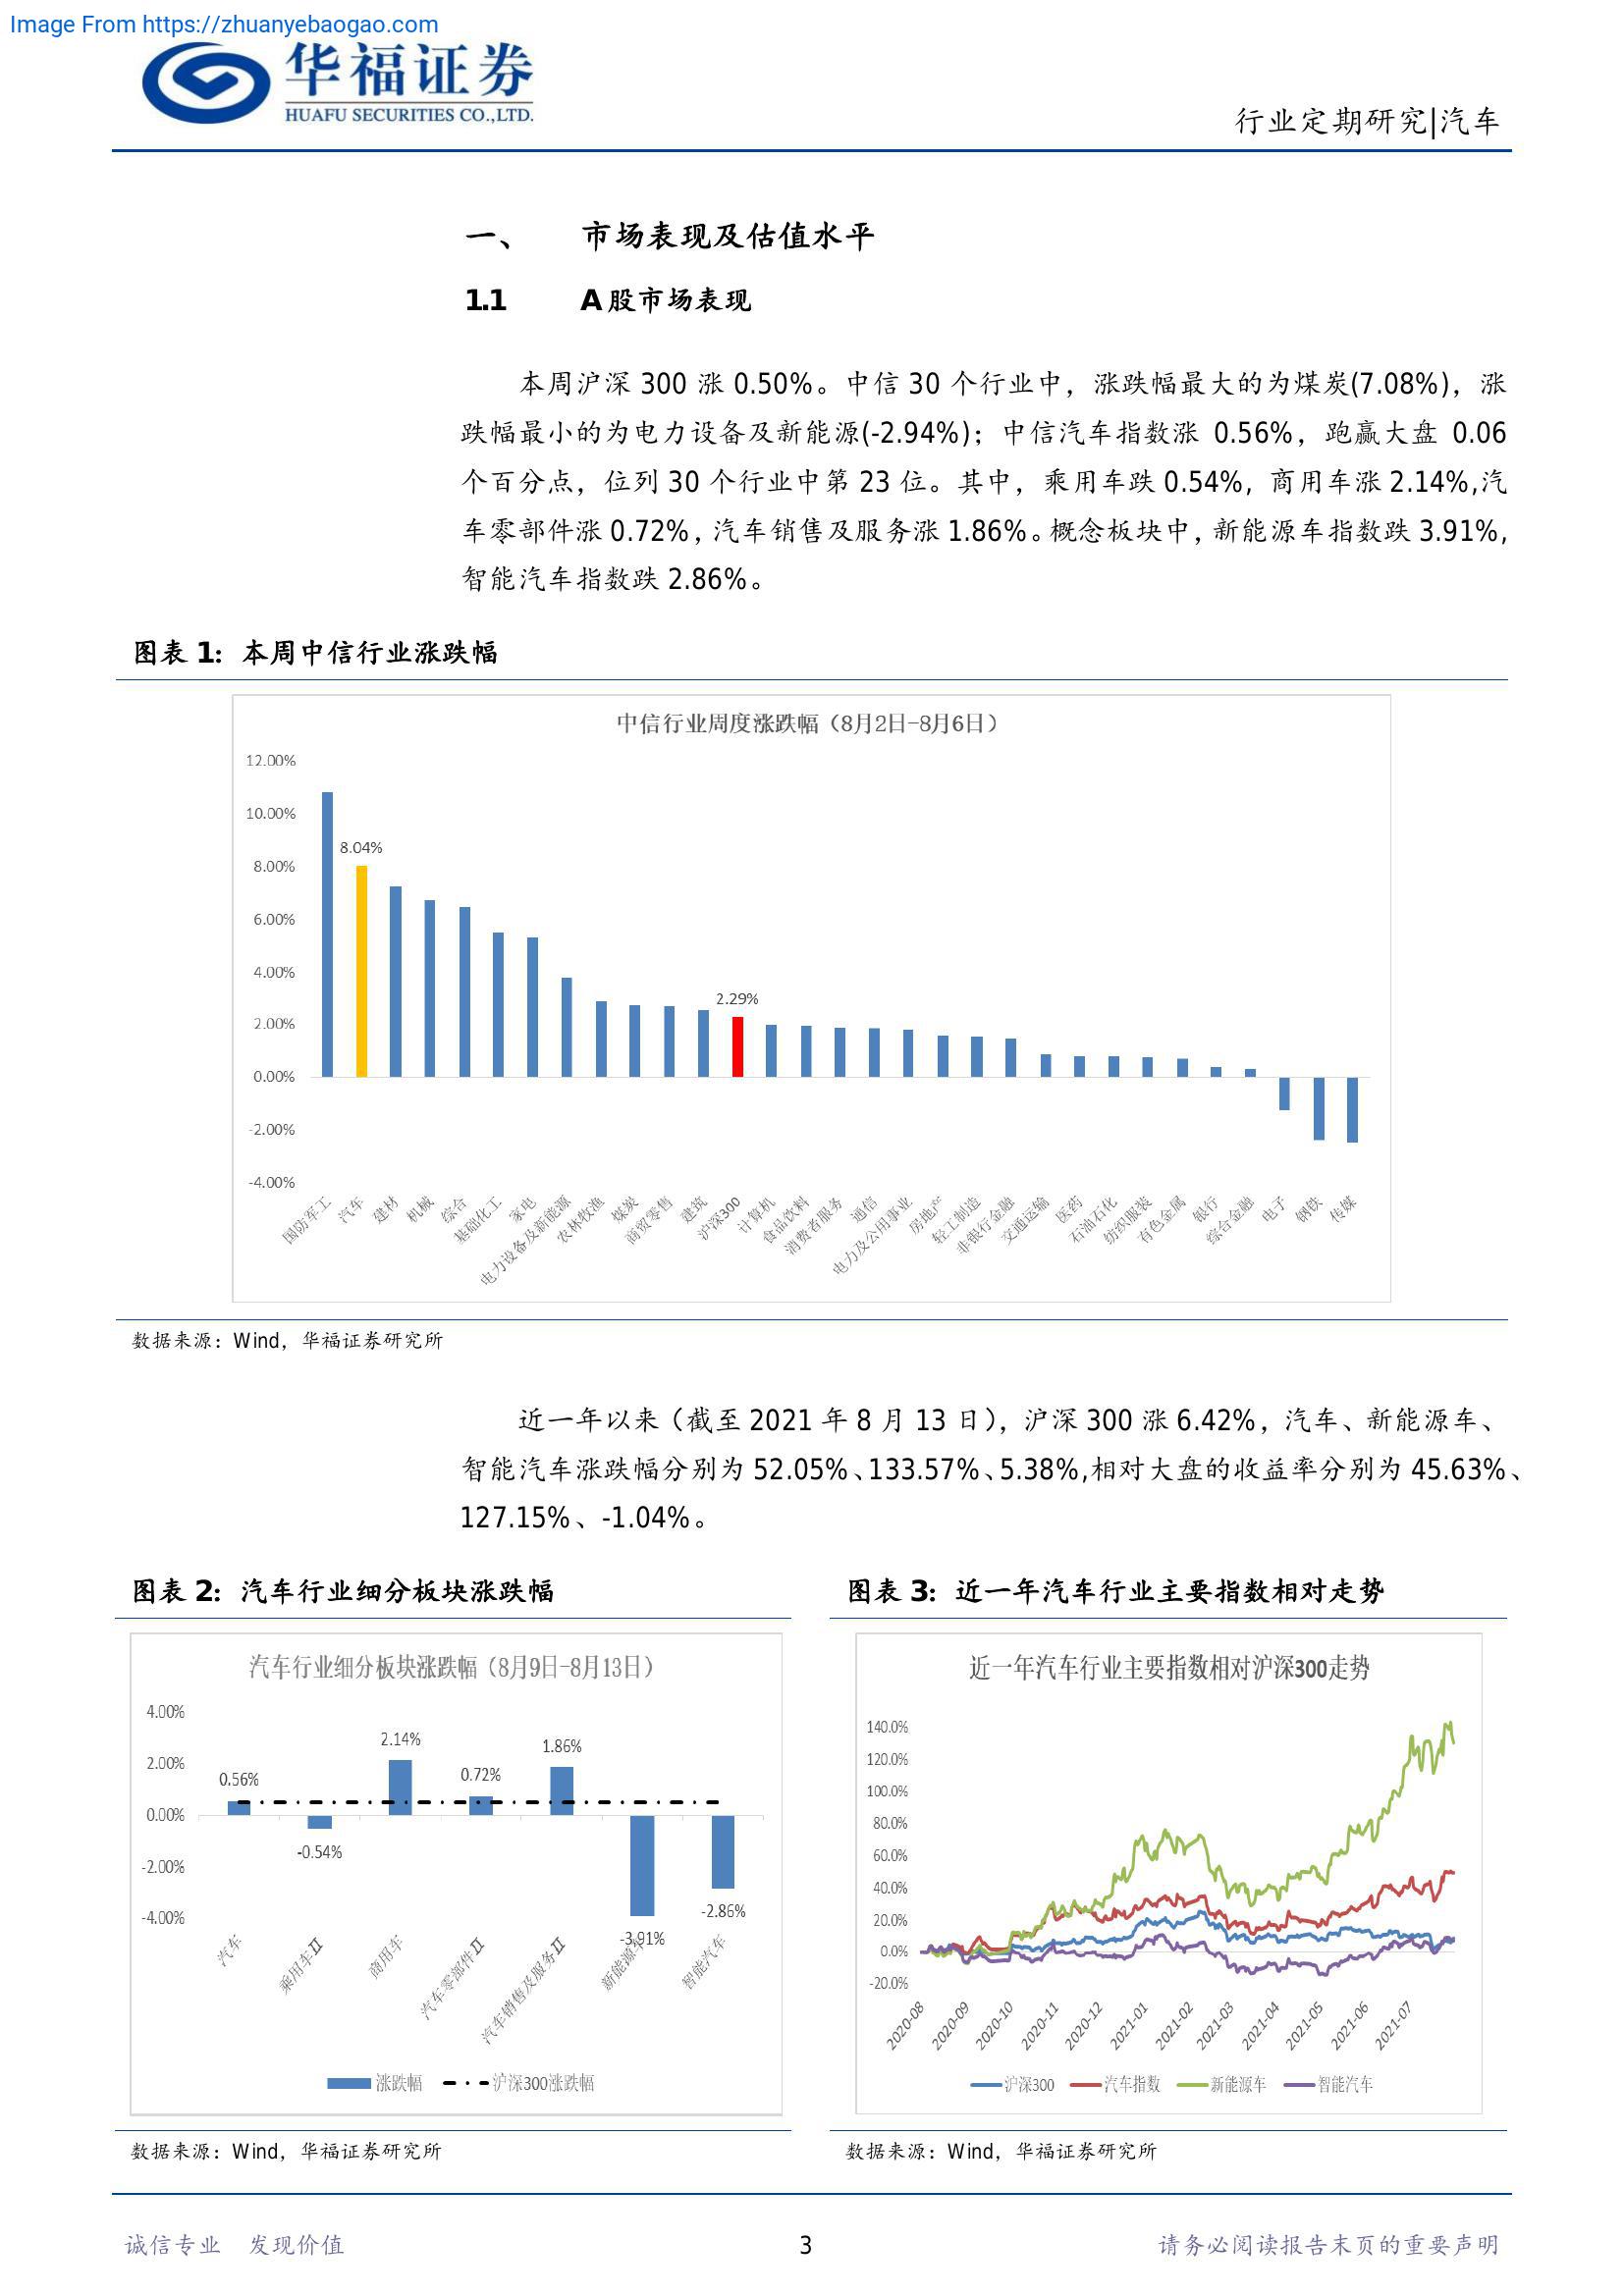 Image From https://zhuanyebaogao.com
华福证券
HUAFU SECURITIES CO.,LTD.
行业定期研究|汽车
一、 市场表现及估值水平
1.1 A 股市场表现
本周沪深 300 涨 0.50%。中信 30 个行业中，涨跌幅最大的为煤炭(7.08%)，涨
跌幅最小的为电力设备及新能源(-2.94%)；中信汽车指数涨 0.56%，跑赢大盘 0.06
个百分点，位列 30 个行业中第 23 位。其中，乘用车跌 0.54%, 商用车涨 2.14%,汽
车零部件涨 0.72%, 汽车销售及服务涨 1.86%。概念板块中, 新能源车指数跌 3.91%,
智能汽车指数跌 2.86%。
图表 1：本周中信行业涨跌幅
中信行业周度涨跌幅（8月2日-8月6日）
12.00%
10.00%
8.00%
6.00%
4.00%
2.00%
0.00%
-2.00%
-4.00%
8.04%
2.29%
国防军工
汽车
建材
机械
综合
基础化工
家电
电力设备及新能源
农林牧渔
煤炭
商贸零售
建筑
沪深300
计算机
食品饮料
消费者服务
通信
电力及公用事业
房地产
轻工制造
非银行金融
交通运输
医药
石油石化
纺织服装
有色金属
银行
综合金融
电子
钢铁
传媒
数据来源：Wind，华福证券研究所
近一年以来（截至 2021 年 8 月 13 日），沪深 300 涨 6.42%，汽车、新能源车、
智能汽车涨跌幅分别为 52.05%、133.57%、5.38%,相对大盘的收益率分别为 45.63%、
127.15%、-1.04%。
图表 2：汽车行业细分板块涨跌幅
汽车行业细分板块涨跌幅（8月9日-8月13日）
4.00%
2.00%
0.00%
-2.00%
-4.00%
0.56%
-0.54%
2.14%
0.72%
1.86%
-3.91%
-2.86%
汽车
乘用车Ⅱ
商用车
汽车零部件Ⅱ
汽车销售及服务Ⅱ
新能源车
智能汽车
涨跌幅 沪深300涨跌幅
数据来源：Wind，华福证券研究所
图表 3：近一年汽车行业主要指数相对走势
近一年汽车行业主要指数相对沪深300走势
140.0%
120.0%
100.0%
80.0%
60.0%
40.0%
20.0%
0.0%
-20.0%
2020-08
2020-09
2020-10
2020-11
2020-12
2021-01
2021-02
2021-03
2021-04
2021-05
2021-06
2021-07
沪深300 汽车指数 新能源车 智能汽车
数据来源：Wind，华福证券研究所
诚信专业 发现价值
3
请务必阅读报告末页的重要声明